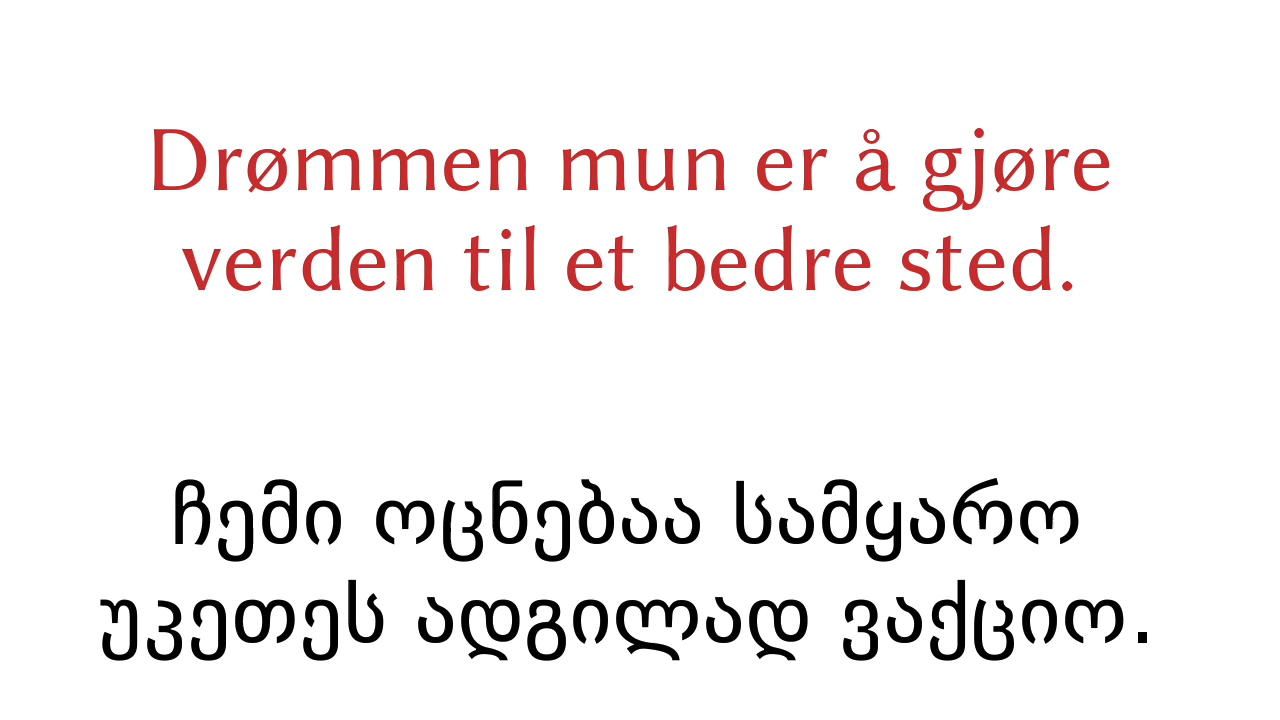 Drømmen mun er å gjøre
verden til et bedre sted.
ჩემი ოცნებაა სამყარო
უკეთეს ადგილად ვაქციო.